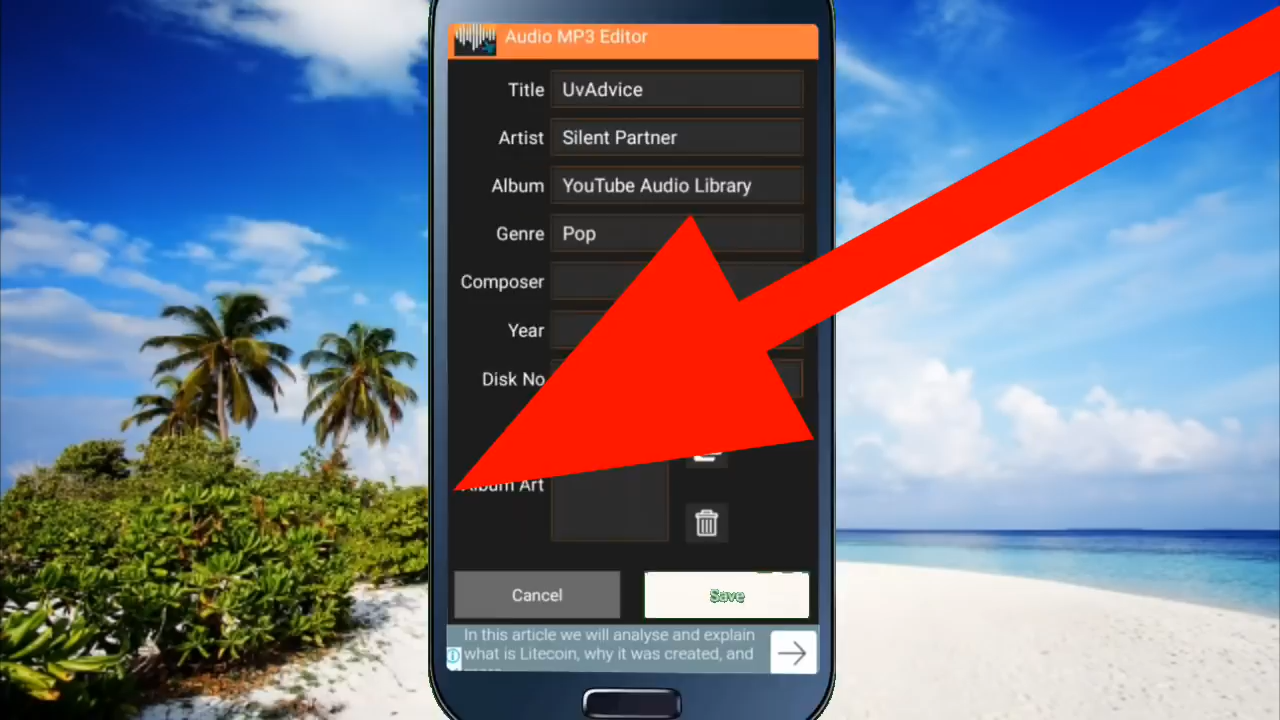 Audio MP3 Editor
Title UvAdvice
Artist Silent Partner
Album YouTube Audio Library
Genre Pop
Composer
Year
Disk No
Album Art
Cancel Save
In this article we will analyse and explain
what is Litecoin, why it was created, and